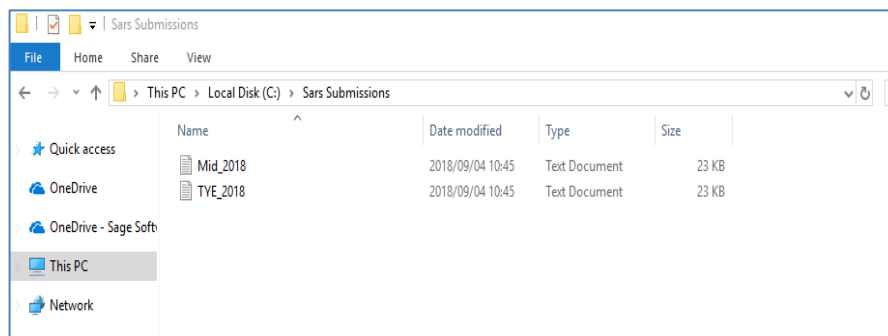 Sars Submissions
File Home Share View
This PC > Local Disk (C:) > Sars Submissions
Name Date modified Type Size
Quick access
Mid_2018 2018/09/04 10:45 Text Document 23 KB
OneDrive
TYE_2018 2018/09/04 10:45 Text Document 23 KB
OneDrive - Sage Soft
This PC
Network